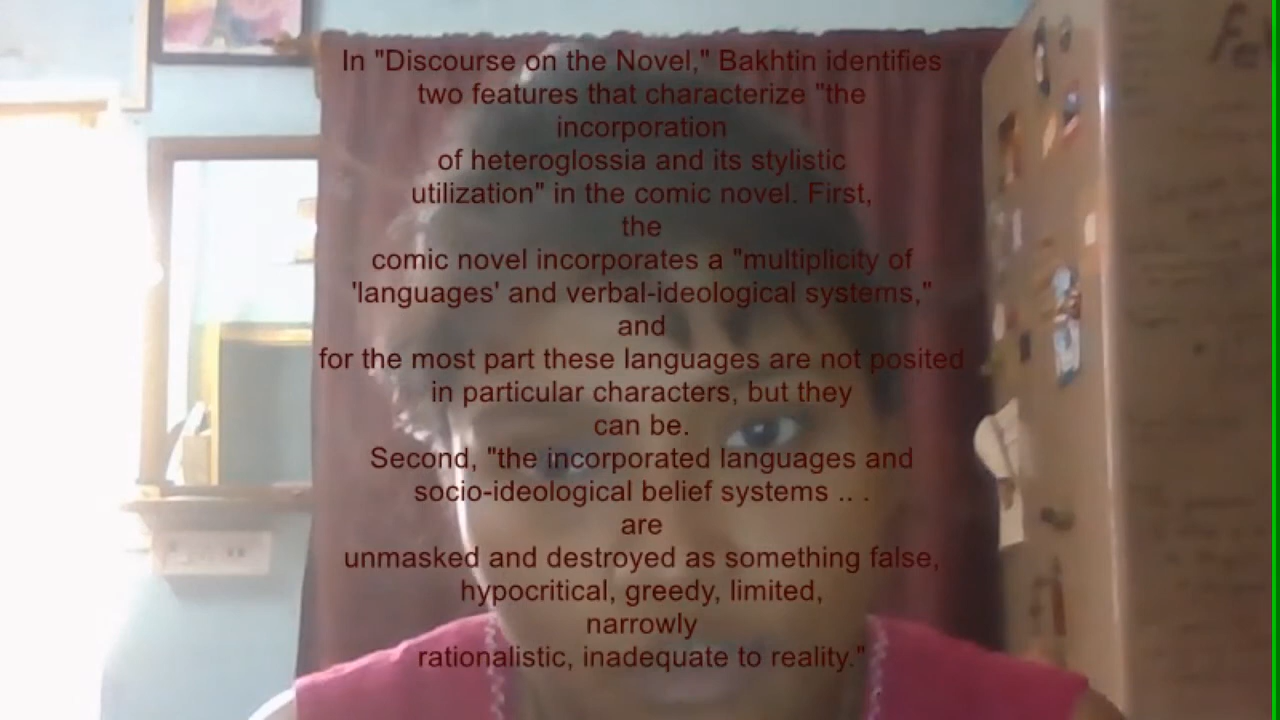 In "Discourse on the Novel," Bakhtin identifies
two features that characterize "the
incorporation
of heteroglossia and its stylistic
utilization" in the comic novel. First,
the
comic novel incorporates a "multiplicity of
'languages' and verbal-ideological systems,"
and
for the most part these languages are not posited
in particular characters, but they
can be.
Second, "the incorporated languages and
socio-ideological belief systems .. .
are
unmasked and destroyed as something false,
hypocritical, greedy, limited,
narrowly
rationalistic, inadequate to reality."